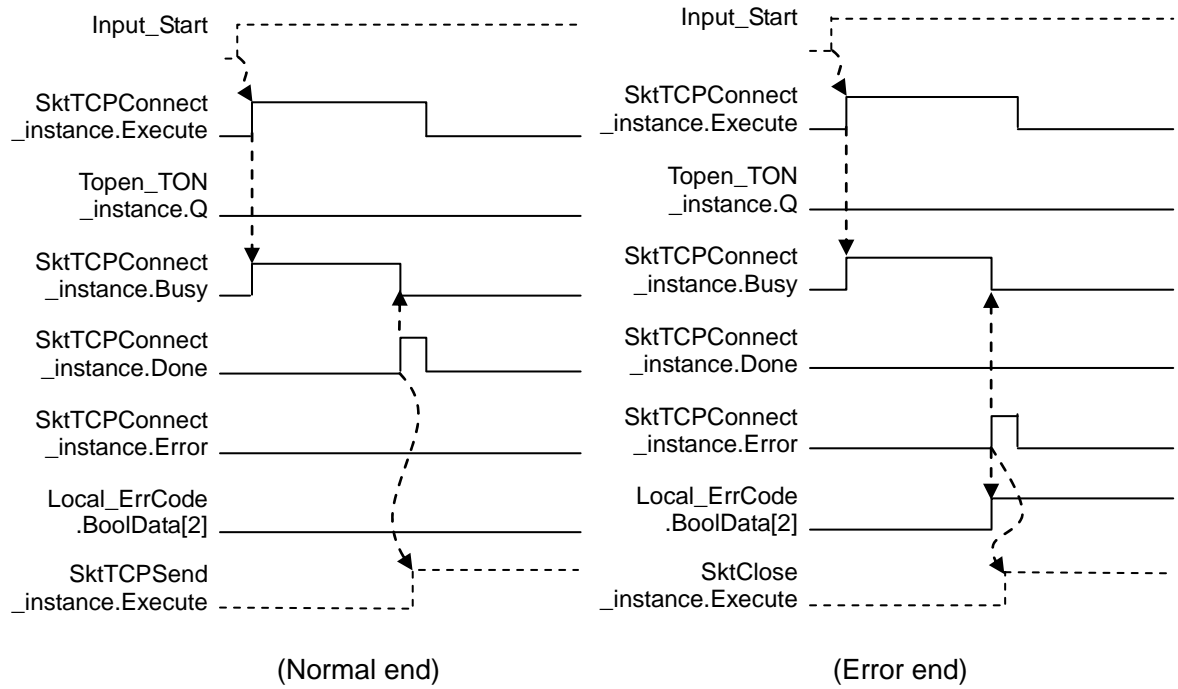 Input_Start
SktTCPConnect
_instance.Execute
Topen_TON
_instance.Q
SktTCPConnect
_instance.Busy
SktTCPConnect
_instance.Done
SktTCPConnect
_instance.Error
Local_ErrCode
.BoolData[2]
SktTCPSend
_instance.Execute
(Normal end)
Input_Start
SktTCPConnect
_instance.Execute
Topen_TON
_instance.Q
SktTCPConnect
_instance.Busy
SktTCPConnect
_instance.Done
SktTCPConnect
_instance.Error
Local_ErrCode
.BoolData[2]
SktClose
_instance.Execute
(Error end)